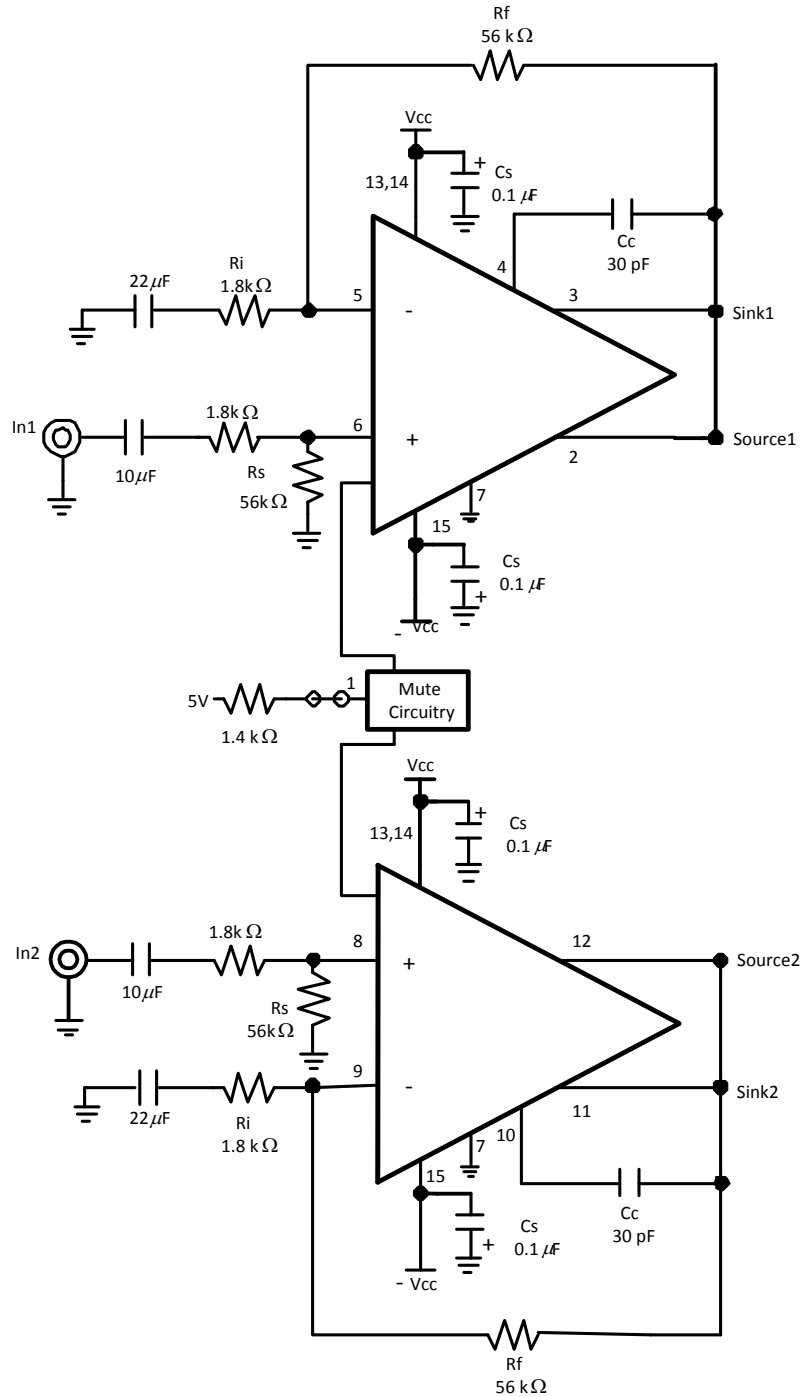 Rf
56 kΩ
Vcc
+
Cs
0.1 µF
13,14
4
Cc
30 pF
22µF
Ri
1.8kΩ
5
-
3
Sink1
In1
10µF
1.8kΩ
6
+
2
Source1
Rs
56kΩ
7
15
Cs
0.1 µF
+
- Vcc
5V
1.4 kΩ
1
Mute
Circuitry
Vcc
+
Cs
0.1 µF
13,14
In2
10µF
1.8kΩ
8
+
12
Source2
Rs
56kΩ
9
-
11
Sink2
22µF
Ri
1.8 kΩ
7
10
15
Cc
30 pF
Cs
0.1 µF
+
- Vcc
Rf
56 kΩ